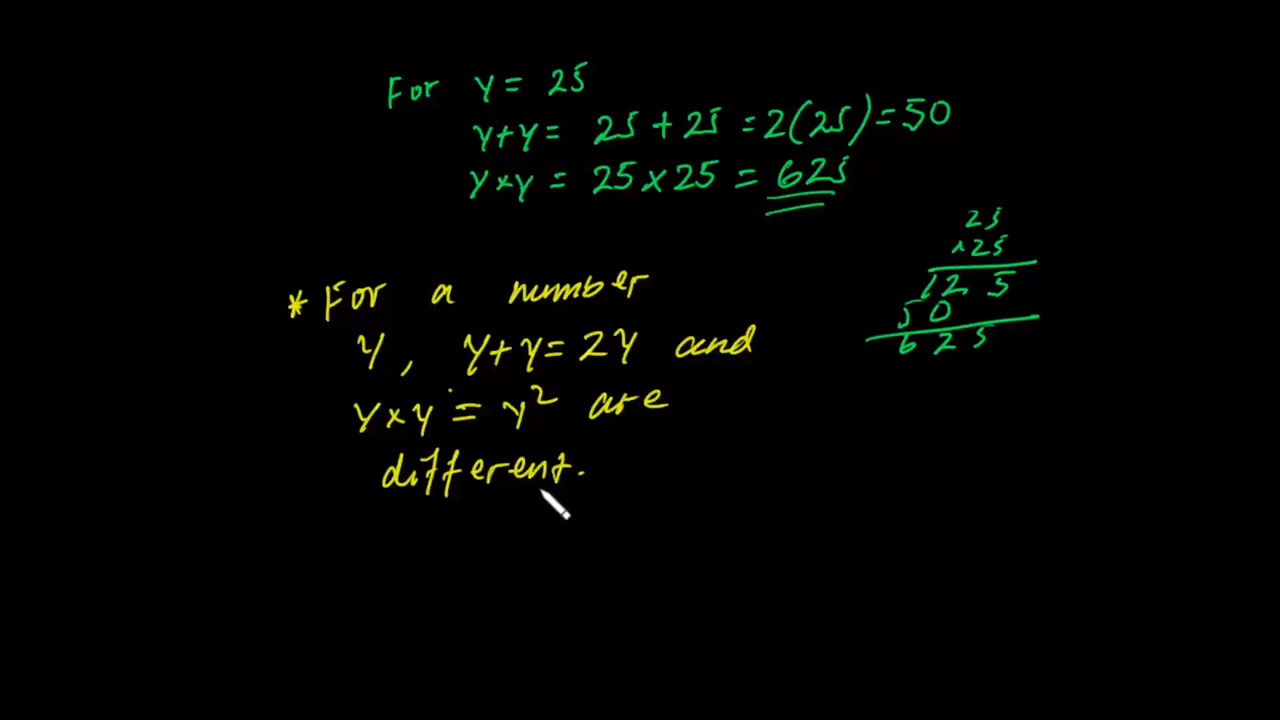 For y = 25
y+y = 25 + 25 = 2(25) = 50
y×y = 25 × 25 = 625
25
×25
125
50
625
* For a number
y, y+y = 2y and
y×y = y² are
different.